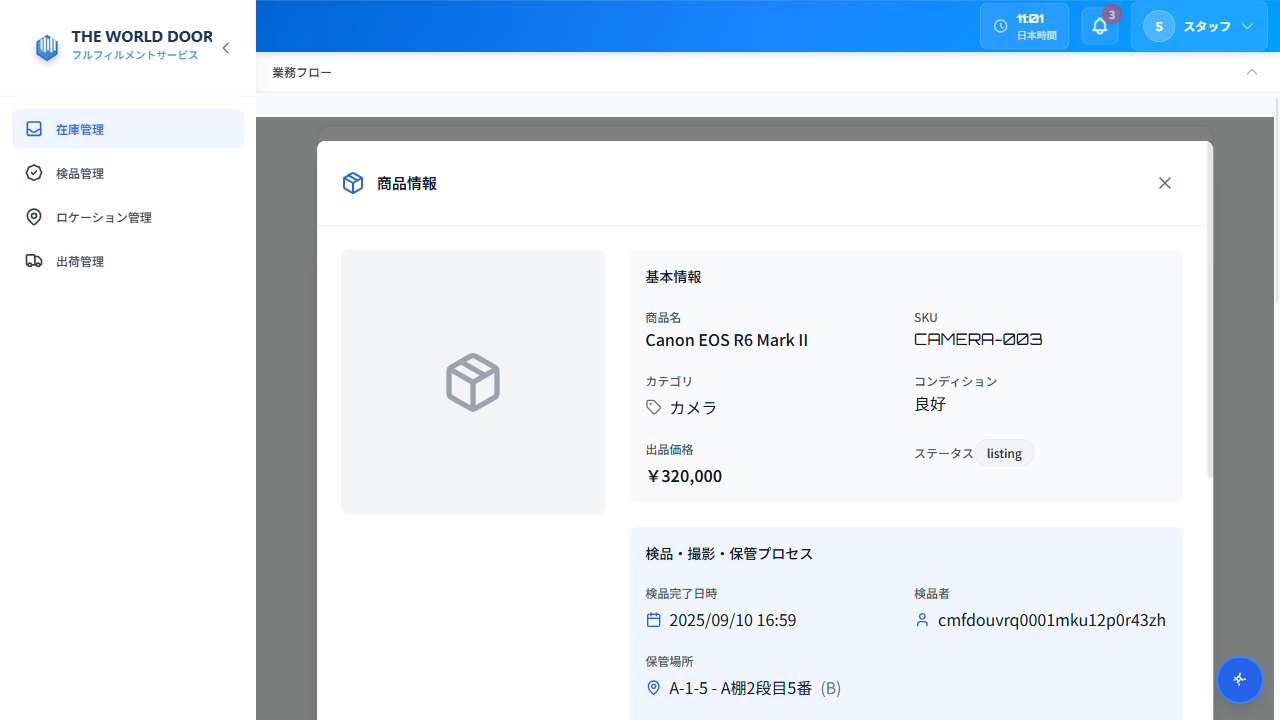 THE WORLD DOOR
フルフィルメントサービス
在庫管理
検品管理
ロケーション管理
出荷管理
11:01
日本時間
3
S
スタッフ
業務フロー
商品情報
基本情報
商品名
Canon EOS R6 Mark II
SKU
CAMERA-003
カテゴリ
カメラ
コンディション
良好
出品価格
￥320,000
ステータス listing
検品・撮影・保管プロセス
検品完了日時
2025/09/10 16:59
検品者
cmfdouvrq0001mku12p0r43zh
保管場所
A-1-5 - A棚2段目5番 (B)